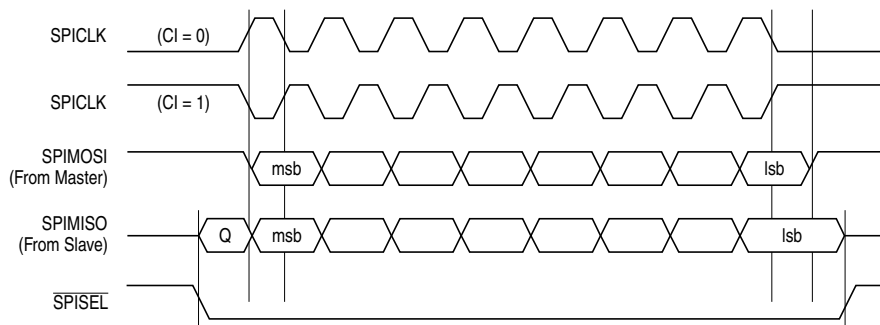 SPICLK (CI = 0)
SPICLK (CI = 1)
SPIMOSI
(From Master)
msb lsb
SPIMISO
(From Slave)
Q msb lsb
SPISEL